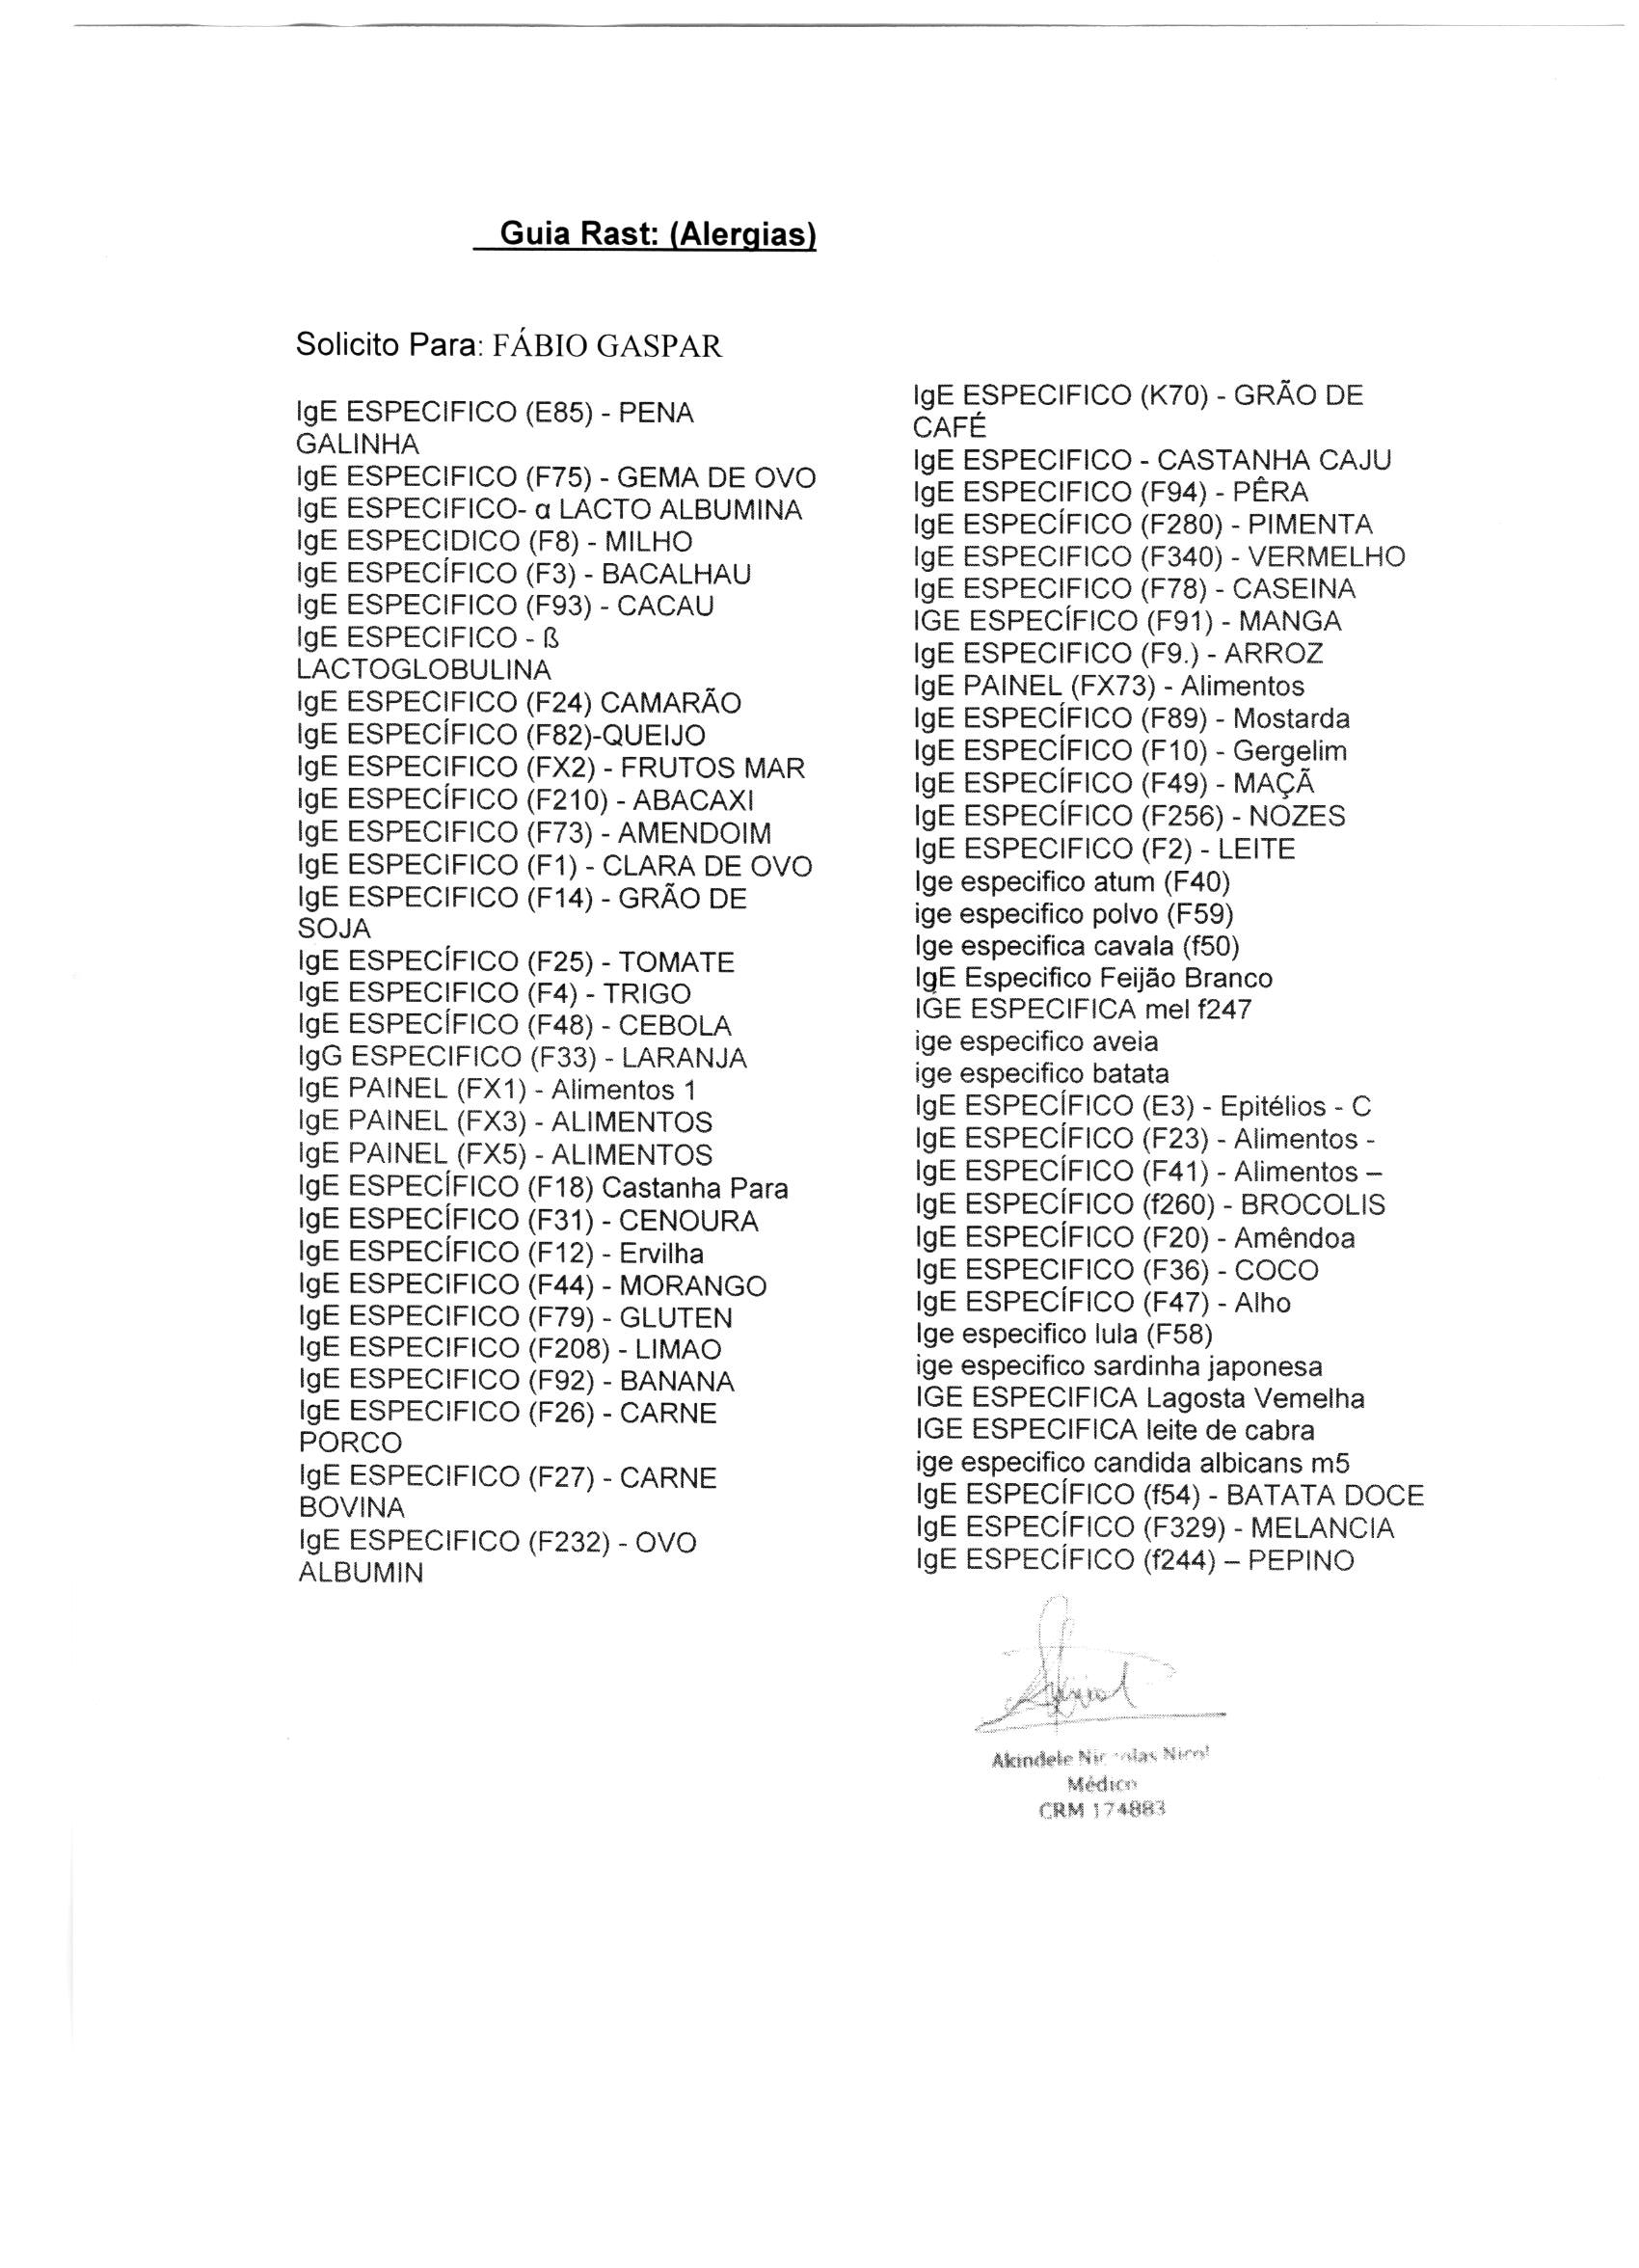 Guia Rast: (Alergias)
Solicito Para: FÁBIO GASPAR
IgE ESPECIFICO (E85) - PENA
GALINHA
IgE ESPECIFICO (F75) - GEMA DE OVO
IgE ESPECIFICO- α LACTO ALBUMINA
IgE ESPECIDICO (F8) - MILHO
IgE ESPECÍFICO (F3) - BACALHAU
IgE ESPECIFICO (F93) - CACAU
IgE ESPECIFICO - ß
LACTOGLOBULINA
IgE ESPECIFICO (F24) CAMARÃO
IgE ESPECÍFICO (F82)-QUEIJO
IgE ESPECIFICO (FX2) - FRUTOS MAR
IgE ESPECÍFICO (F210) - ABACAXI
IgE ESPECIFICO (F73) - AMENDOIM
IgE ESPECIFICO (F1) - CLARA DE OVO
IgE ESPECIFICO (F14) - GRÃO DE
SOJA
IgE ESPECÍFICO (F25) - TOMATE
IgE ESPECIFICO (F4) - TRIGO
IgE ESPECÍFICO (F48) - CEBOLA
IgG ESPECIFICO (F33) - LARANJA
IgE PAINEL (FX1) - Alimentos 1
IgE PAINEL (FX3) - ALIMENTOS
IgE PAINEL (FX5) - ALIMENTOS
IgE ESPECÍFICO (F18) Castanha Para
IgE ESPECÍFICO (F31) - CENOURA
IgE ESPECÍFICO (F12) - Ervilha
IgE ESPECIFICO (F44) - MORANGO
IgE ESPECÍFICO (F79) - GLUTEN
IgE ESPECIFICO (F208) - LIMAO
IgE ESPECIFICO (F92) - BANANA
IgE ESPECIFICO (F26) - CARNE
PORCO
IgE ESPECIFICO (F27) - CARNE
BOVINA
IgE ESPECIFICO (F232) - OVO
ALBUMIN
IgE ESPECIFICO (K70) - GRÃO DE
CAFÉ
IgE ESPECIFICO - CASTANHA CAJU
IgE ESPECIFICO (F94) - PÊRA
IgE ESPECÍFICO (F280) - PIMENTA
IgE ESPECIFICO (F340) - VERMELHO
IgE ESPECIFICO (F78) - CASEINA
IGE ESPECÍFICO (F91) - MANGA
IgE ESPECIFICO (F9.) - ARROZ
IgE PAINEL (FX73) - Alimentos
IgE ESPECÍFICO (F89) - Mostarda
IgE ESPECÍFICO (F10) - Gergelim
IgE ESPECÍFICO (F49) - MAÇÃ
IgE ESPECÍFICO (F256) - NOZES
IgE ESPECIFICO (F2) - LEITE
Ige especifico atum (F40)
ige especifico polvo (F59)
Ige especifica cavala (f50)
IgE Especifico Feijão Branco
IGE ESPECIFICA mel f247
ige especifico aveia
ige especifico batata
IgE ESPECÍFICO (E3) - Epitélios - C
IgE ESPECÍFICO (F23) - Alimentos -
IgE ESPECÍFICO (F41) - Alimentos –
IgE ESPECÍFICO (f260) - BROCOLIS
IgE ESPECÍFICO (F20) - Amêndoa
IgE ESPECIFICO (F36) - COCO
IgE ESPECÍFICO (F47) - Alho
Ige especifico lula (F58)
ige especifico sardinha japonesa
IGE ESPECIFICA Lagosta Vemelha
IGE ESPECIFICA leite de cabra
ige especifico candida albicans m5
IgE ESPECÍFICO (f54) - BATATA DOCE
IgE ESPECÍFICO (F329) - MELANCIA
IgE ESPECÍFICO (f244) – PEPINO
Akindele Nicol
Médico
CRM 174883